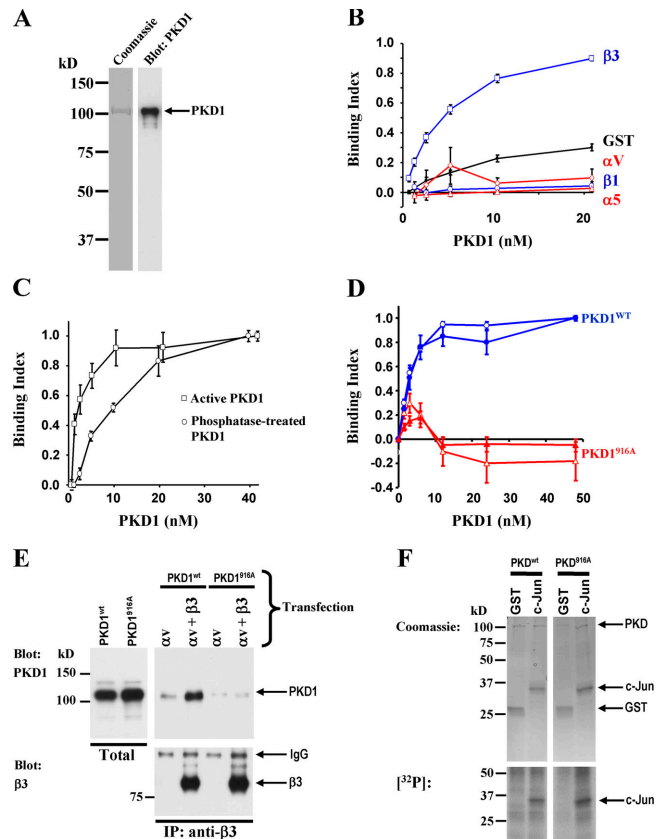 A
Coomassie
Blot: PKD1
kD
150
100
75
50
37
PKD1
B
Binding Index
1.0
0.8
0.6
0.4
0.2
0.0
0
10
20
PKD1 (nM)
β3
GST
αV
β1
α5
C
Binding Index
1.0
0.8
0.6
0.4
0.2
0.0
0
10
20
30
40
PKD1 (nM)
Active PKD1
Phosphatase-treated
PKD1
D
Binding Index
1.0
0.8
0.6
0.4
0.2
0.0
-0.2
-0.4
0
10
20
30
40
50
PKD1 (nM)
PKD1WT
PKD1916A
E
PKD1wt
PKD1916A
PKD1wt PKD1916A
αv
αv + β3
αv
αv + β3
Transfection
Blot:
PKD1
kD
150
100
PKD1
Total
Blot:
β3
75
IgG
β3
IP: anti-β3
F
PKDwt PKD916A
GST
c-Jun
GST
c-Jun
kD
Coomassie:
100
75
50
37
25
PKD
c-Jun
GST
[32P]:
50
37
25
c-Jun